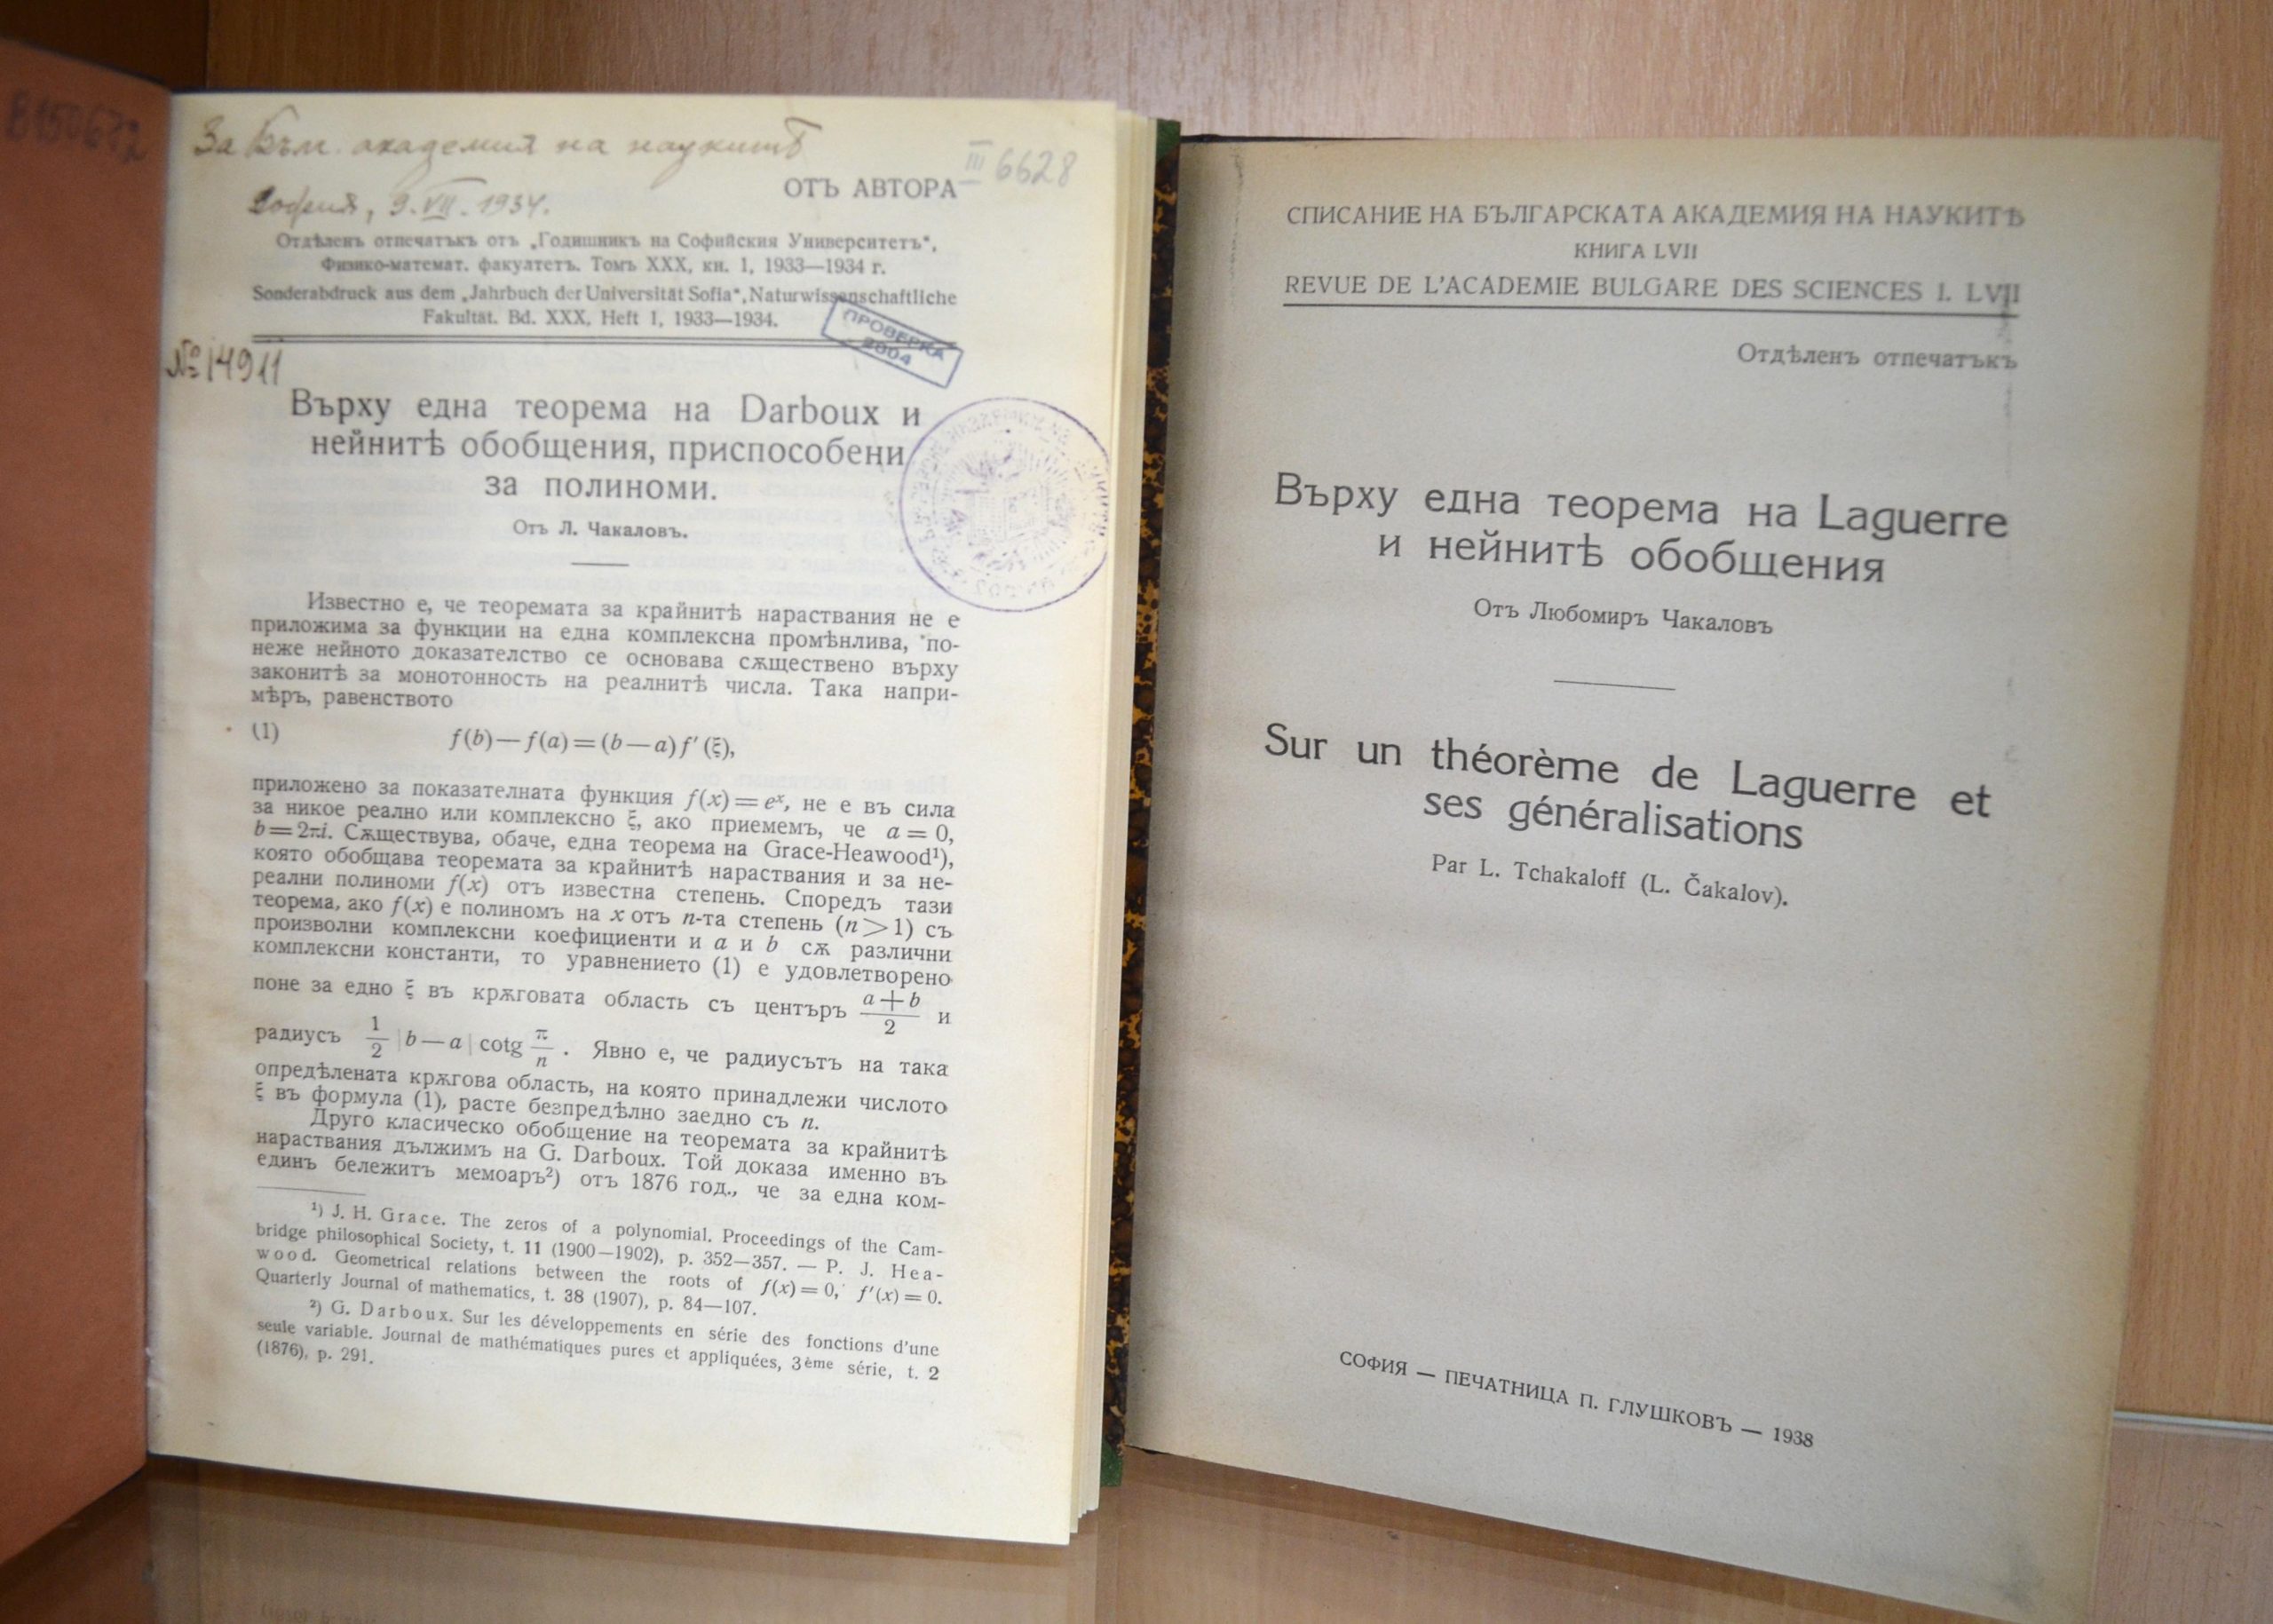 В150672
За Бълг. академия на наукитѣ
III 6628
ОТЪ АВТОРА
София, 9.VII.1934.
Отдѣленъ отпечатъкъ отъ „Годишникъ на Софийския Университетъ“,
Физико-математ. факултетъ. Томъ XXX, кн. 1, 1933—1934 г.
Sonderabdruck aus dem „Jahrbuch der Universität Sofia“, Naturwissenschaftliche
Fakultät. Bd. XXX, Heft 1, 1933—1934.
ПРОВЕРКА
2004
№ 14911
Върху една теорема на Darboux и
нейнитѣ обобщения, приспособени
за полиноми.
Отъ Л. Чакаловъ.
Известно е, че теоремата за крайнитѣ нараствания не е
приложима за функции на една комплексна промѣнлива, по-
неже нейното доказателство се основава сѫществено върху
законитѣ за монотонность на реалнитѣ числа. Така напри-
мѣръ, равенството
(1) f(b)—f(a)=(b—a)f′(ξ),
приложено за показателната функция f(x)=eˣ, не е въ сила
за никое реално или комплексно ξ, ако приемемъ, че a=0,
b=2πi. Сѫществува, обаче, една теорема на Grace-Heawood¹),
която обобщава теоремата за крайнитѣ нараствания и за не-
реални полиноми f(x) отъ известна степень. Споредъ тази
теорема, ако f(x) е полиномъ на x отъ n-та степень (n>1) съ
произволни комплексни коефициенти и a и b сѫ различни
комплексни константи, то уравнението (1) е удовлетворено
поне за едно ξ въ крѫговата область съ центъръ (a+b)/2 и
радиусъ 1/2 |b—a| cotg π/n. Явно е, че радиусътъ на така
опредѣлената крѫгова область, на която принадлежи числото
ξ въ формула (1), расте безпредѣлно заедно съ n.
Друго класическо обобщение на теоремата за крайнитѣ
нараствания дължимъ на G. Darboux. Той доказа именно въ
единъ бележитъ мемоаръ²) отъ 1876 год., че за една ком-
¹) J. H. Grace. The zeros of a polynomial. Proceedings of the Cam-
bridge philosophical Society, t. 11 (1900—1902), p. 352—357. — P. J. Hea-
wood. Geometrical relations between the roots of f(x)=0, f′(x)=0.
Quarterly Journal of mathematics, t. 38 (1907), p. 84—107.
²) G. Darboux. Sur les développements en série des fonctions d'une
seule variable. Journal de mathématiques pures et appliquées, 3ème série, t. 2
(1876), p. 291.
СПИСАНИЕ НА БЪЛГАРСКАТА АКАДЕМИЯ НА НАУКИТѢ
КНИГА LVII
REVUE DE L'ACADEMIE BULGARE DES SCIENCES l. LVII
Отдѣленъ отпечатъкъ
Върху една теорема на Laguerre
и нейнитѣ обобщения
Отъ Любомиръ Чакаловъ
Sur un théorème de Laguerre et
ses généralisations
Par L. Tchakaloff (L. Čakalov).
СОФИЯ — ПЕЧАТНИЦА П. ГЛУШКОВЪ — 1938